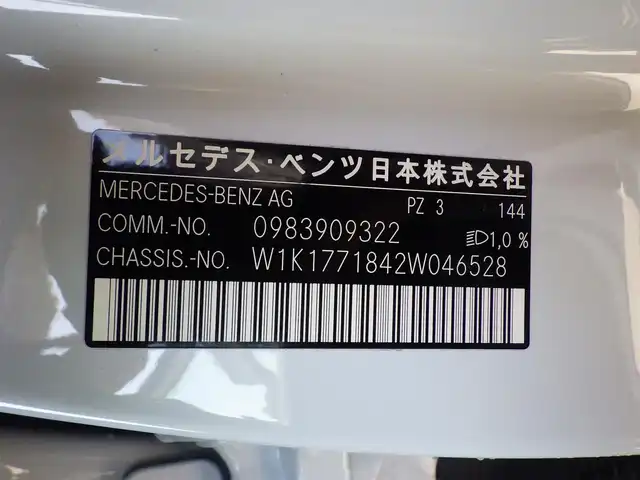 メルセデス・ベンツ日本株式会社
MERCEDES-BENZ AG PZ 3 144
COMM.-NO. 0983909322 1,0 %
CHASSIS.-NO. W1K1771842W046528